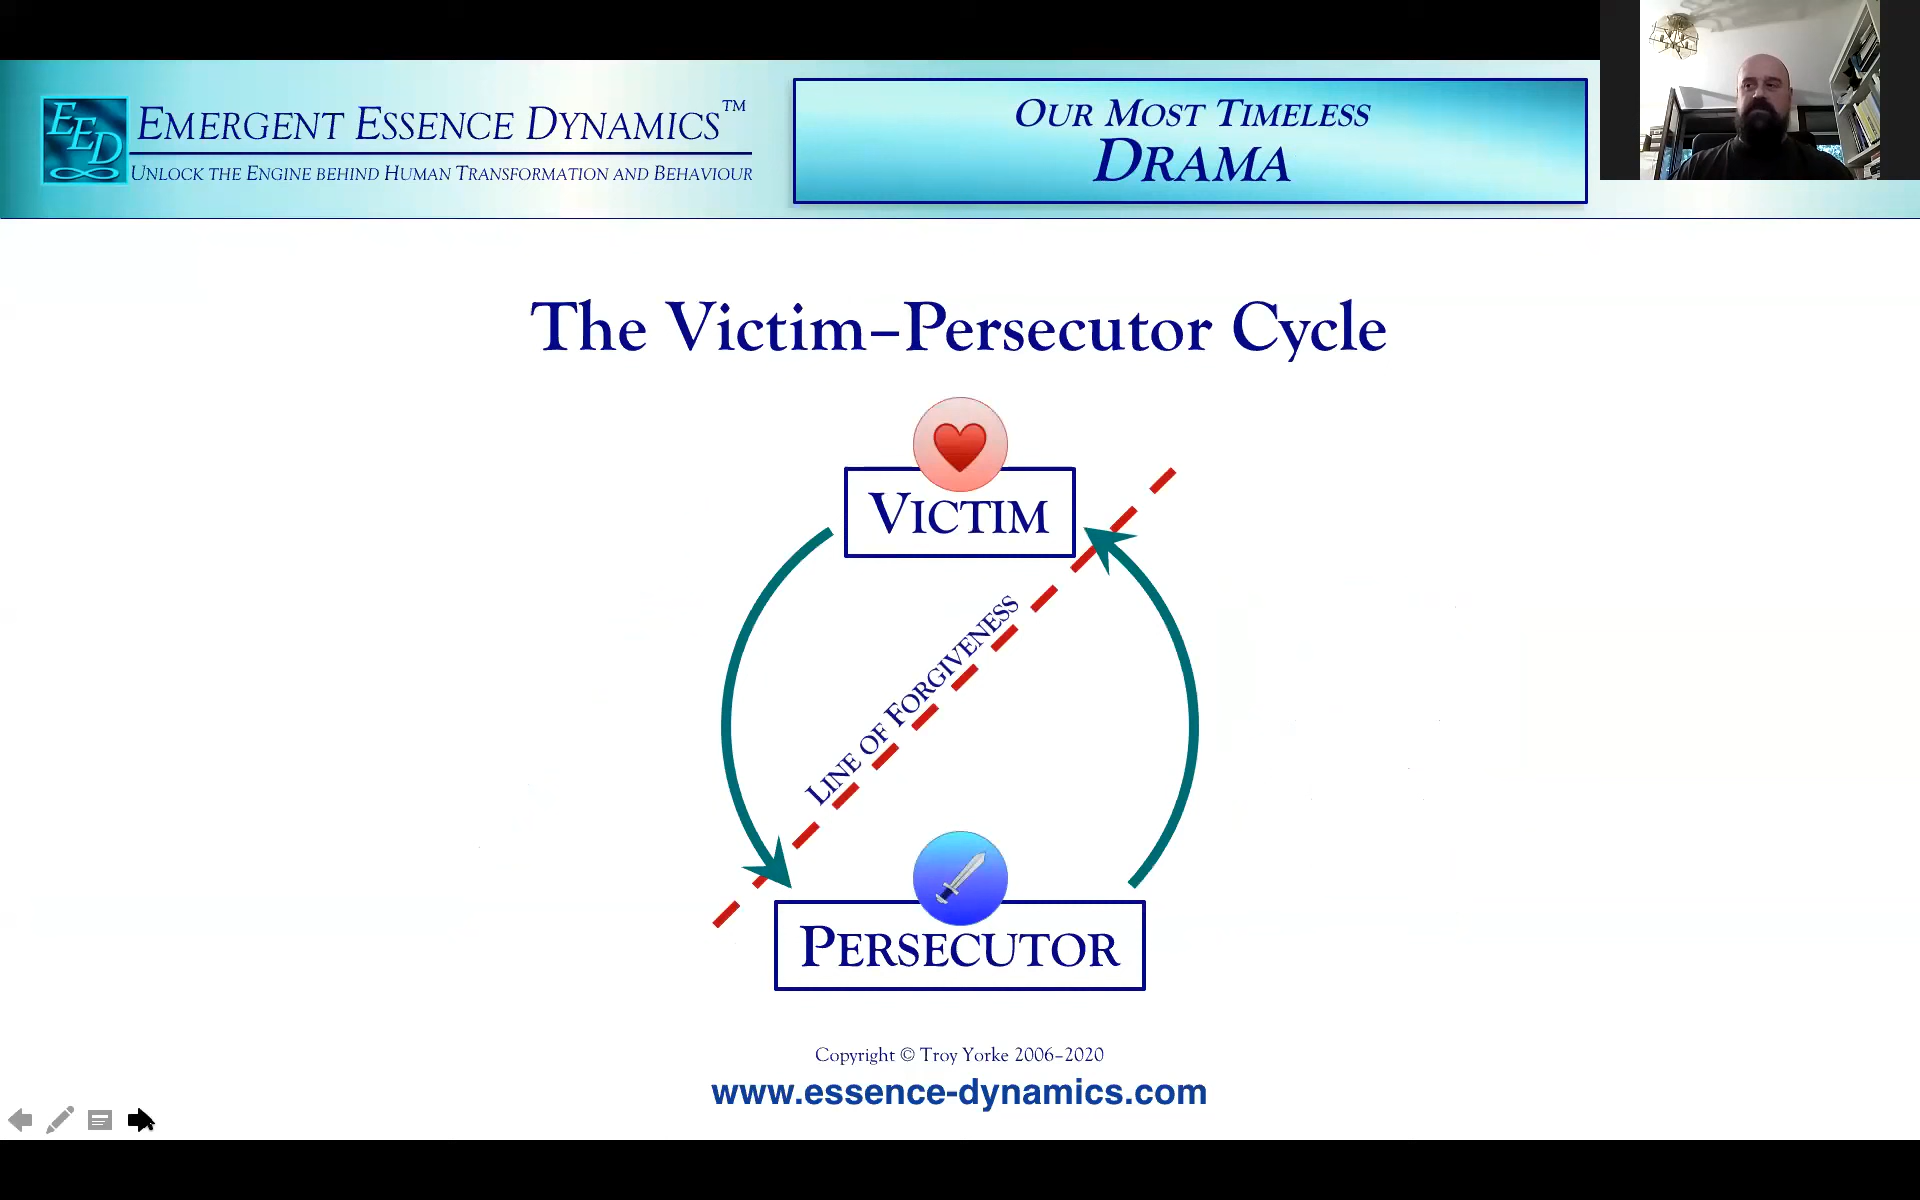 EED
EMERGENT ESSENCE DYNAMICS™
UNLOCK THE ENGINE BEHIND HUMAN TRANSFORMATION AND BEHAVIOUR
OUR MOST TIMELESS
DRAMA
The Victim–Persecutor Cycle
VICTIM
LINE OF FORGIVENESS
PERSECUTOR
Copyright © Troy Yorke 2006–2020
www.essence-dynamics.com